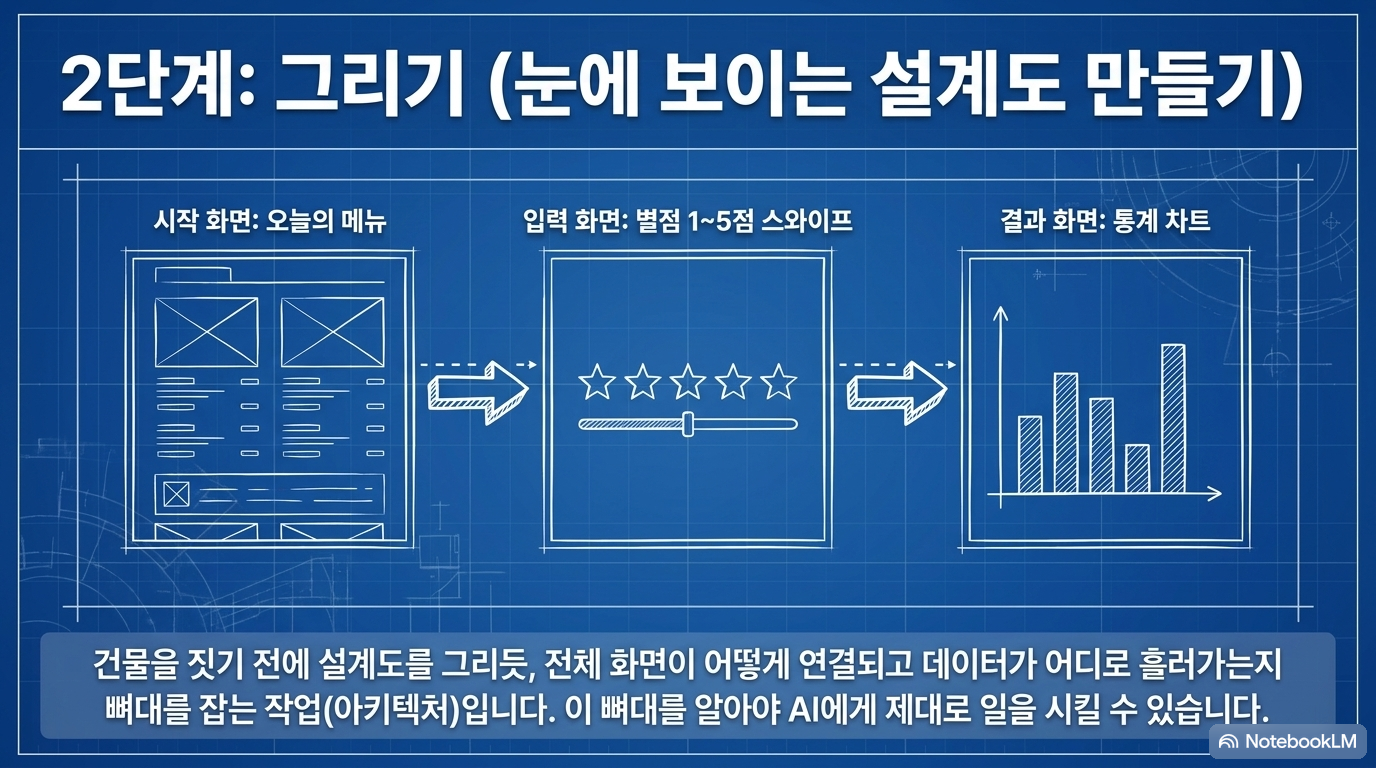 2단계: 그리기 (눈에 보이는 설계도 만들기)
시작 화면: 오늘의 메뉴
입력 화면: 별점 1~5점 스와이프
결과 화면: 통계 차트
건물을 짓기 전에 설계도를 그리듯, 전체 화면이 어떻게 연결되고 데이터가 어디로 흘러가는지
뼈대를 잡는 작업(아키텍처)입니다. 이 뼈대를 알아야 AI에게 제대로 일을 시킬 수 있습니다.
NotebookLM